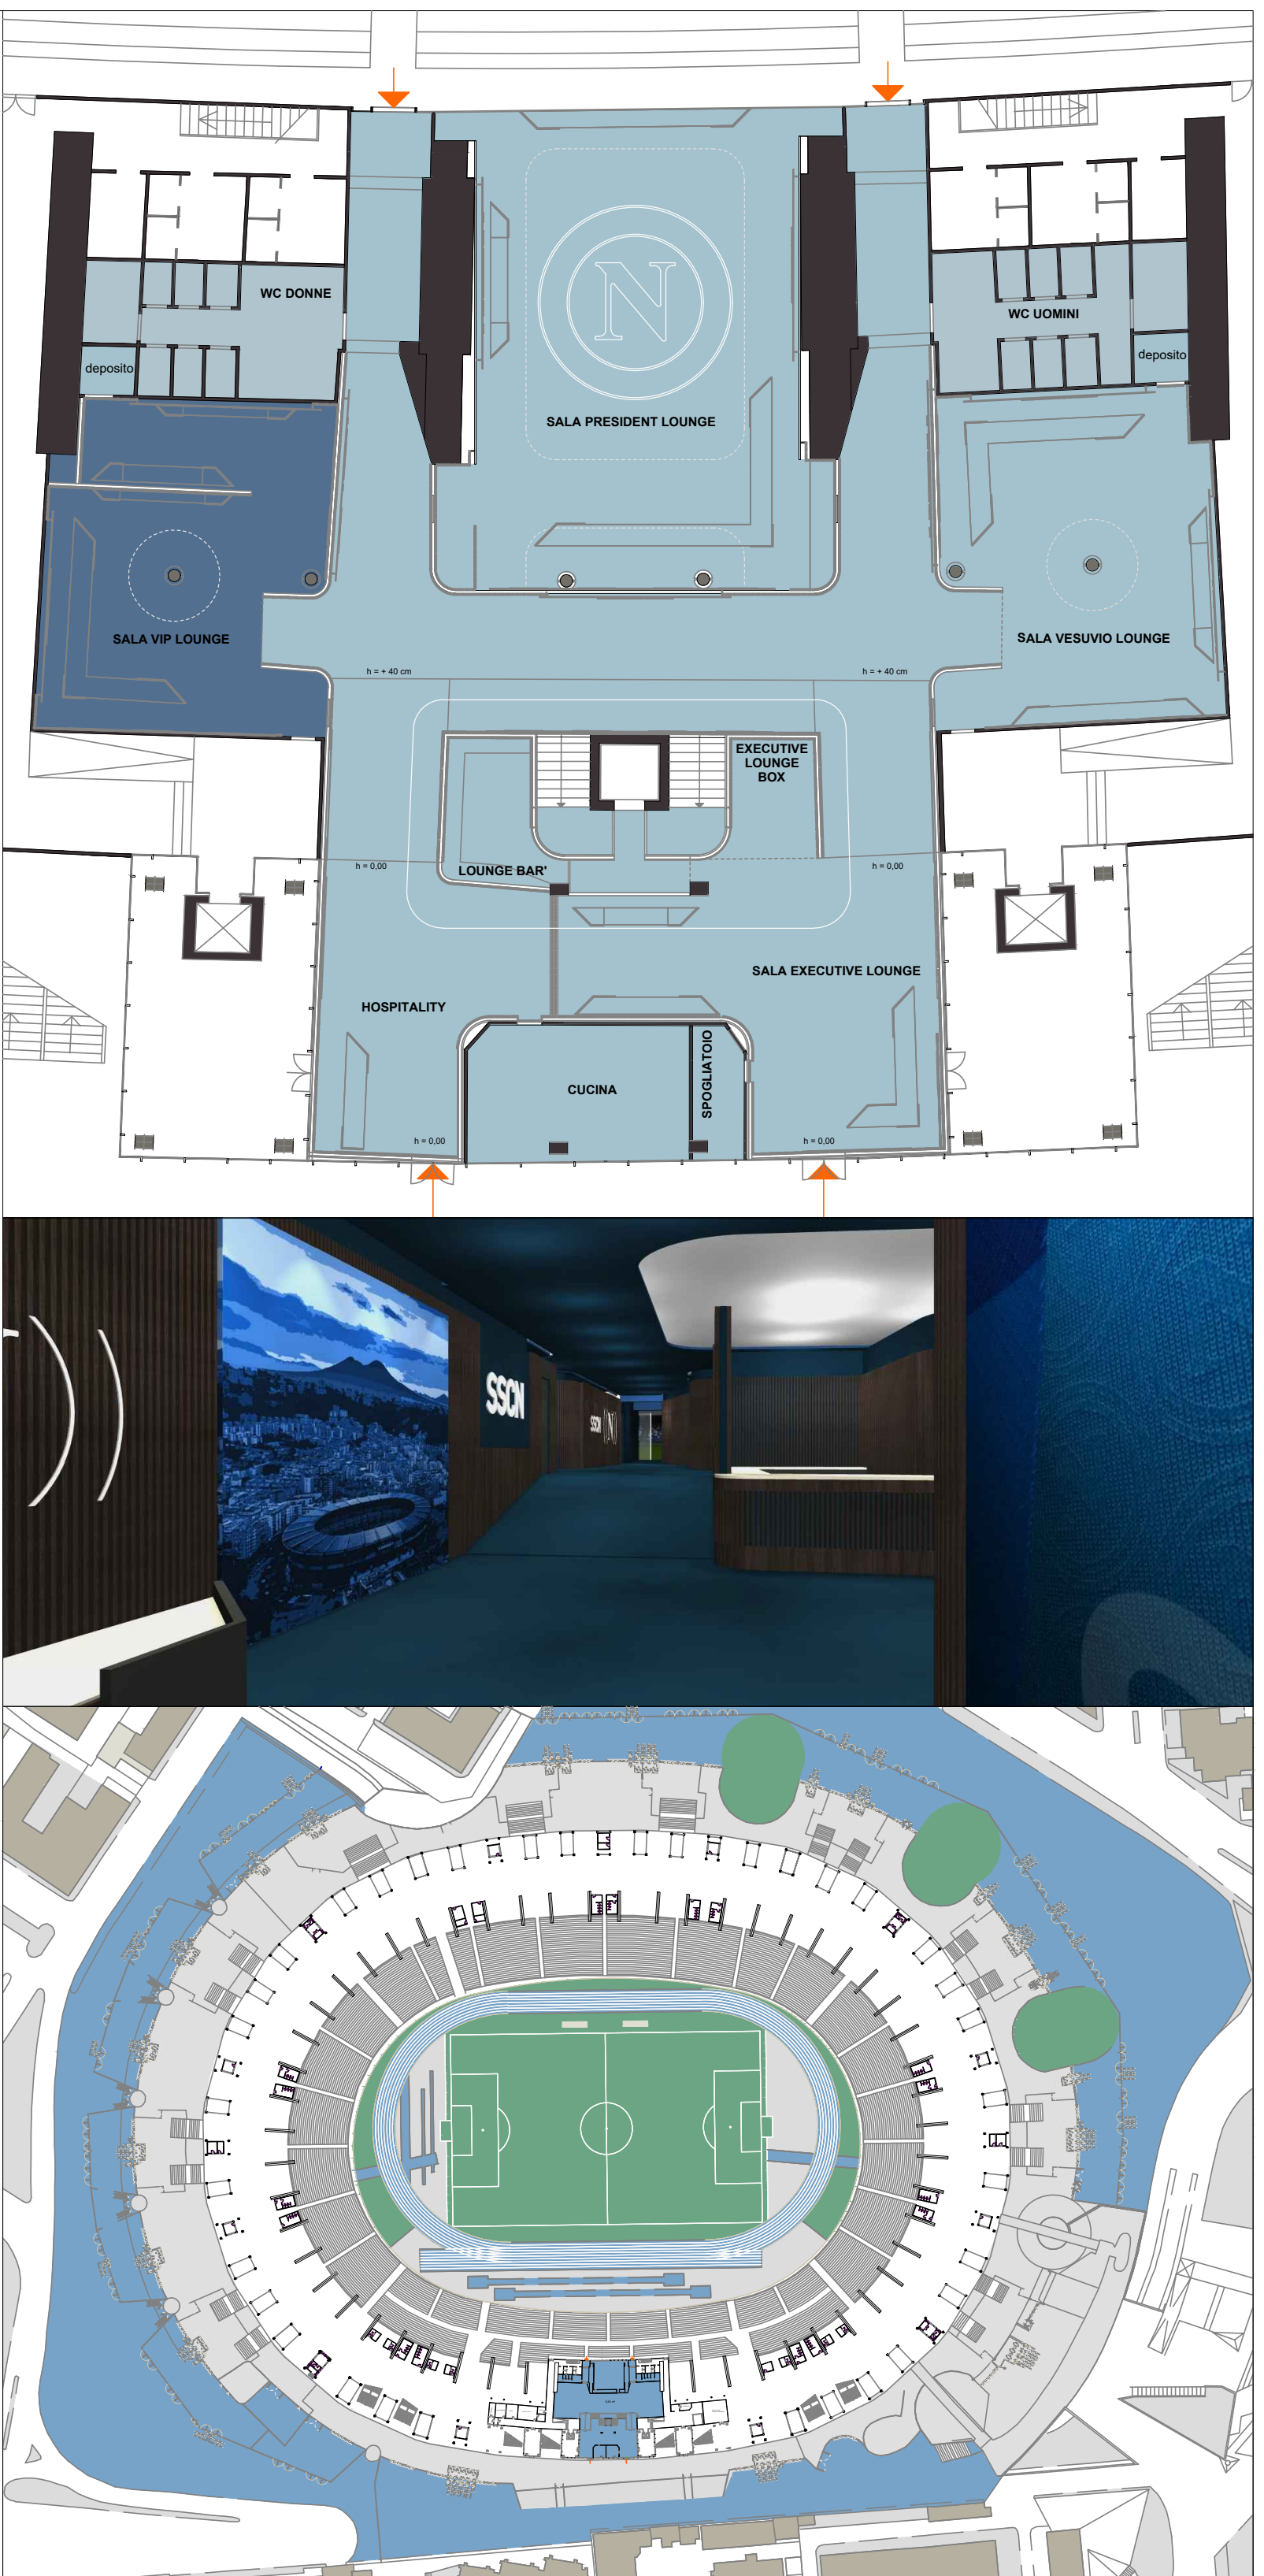 WC DONNE
WC UOMINI
deposito
deposito
N
SALA PRESIDENT LOUNGE
SALA VIP LOUNGE
SALA VESUVIO LOUNGE
h = + 40 cm
h = + 40 cm
EXECUTIVE
LOUNGE
BOX
h = 0,00
h = 0,00
LOUNGE BAR'
SALA EXECUTIVE LOUNGE
HOSPITALITY
CUCINA
SPOGLIATOIO
h = 0,00
h = 0,00
SSCN
SSCN
N